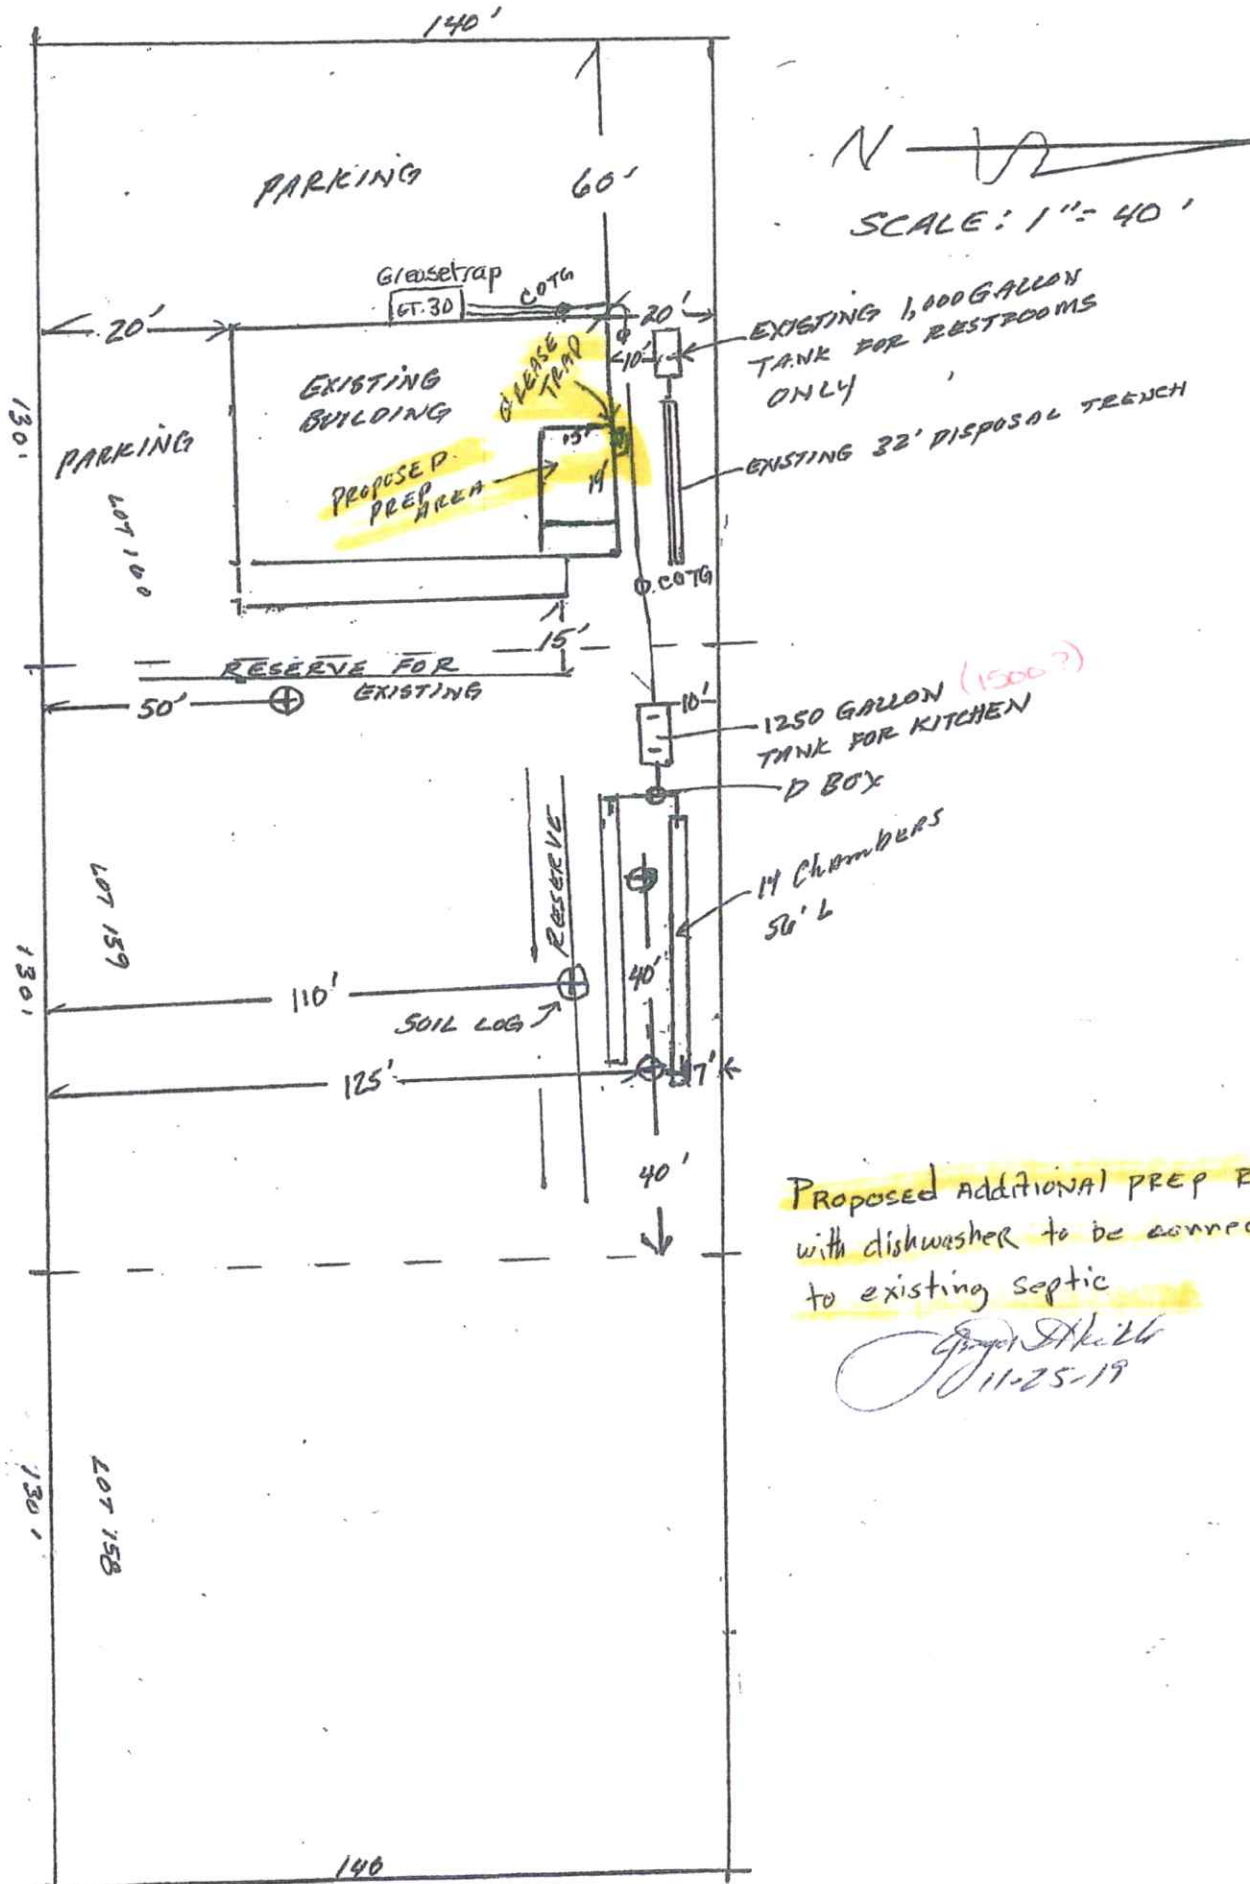 140'
N
SCALE: 1"= 40'
PARKING
60'
Greasetrap
GT.30
COTG
20'
20'
10'
EXISTING 1,000 GALLON
TANK FOR RESTROOMS
ONLY
GREASE
TRAP
EXISTING
BUILDING
130'
PARKING
15'
19'
PROPOSED
PREP
AREA
EXISTING 32' DISPOSAL TRENCH
LOT 160
COTG
15'
RESERVE FOR
EXISTING
50'
10'
1250 GALLON (1500?)
TANK FOR KITCHEN
D BOX
RESERVE
14 Chambers
56' L
LOT 159
130'
110'
40'
SOIL LOG
125'
7'
40'
PROPOSED Additional PREP
with dishwasher to be
to existing septic
11-25-19
LOT 158
130'
140